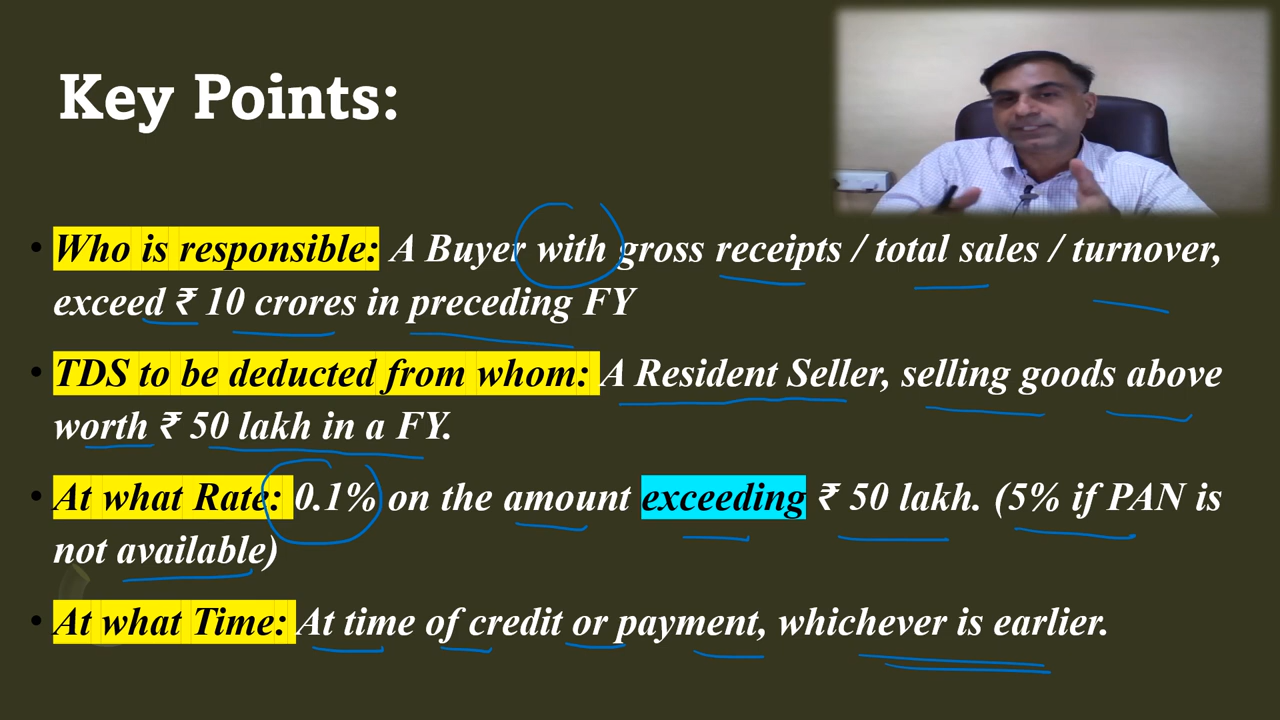 Key Points:
• Who is responsible: A Buyer with gross receipts / total sales / turnover,
exceed ₹ 10 crores in preceding FY
• TDS to be deducted from whom: A Resident Seller, selling goods above
worth ₹ 50 lakh in a FY.
• At what Rate: 0.1% on the amount exceeding ₹ 50 lakh. (5% if PAN is
not available)
• At what Time: At time of credit or payment, whichever is earlier.